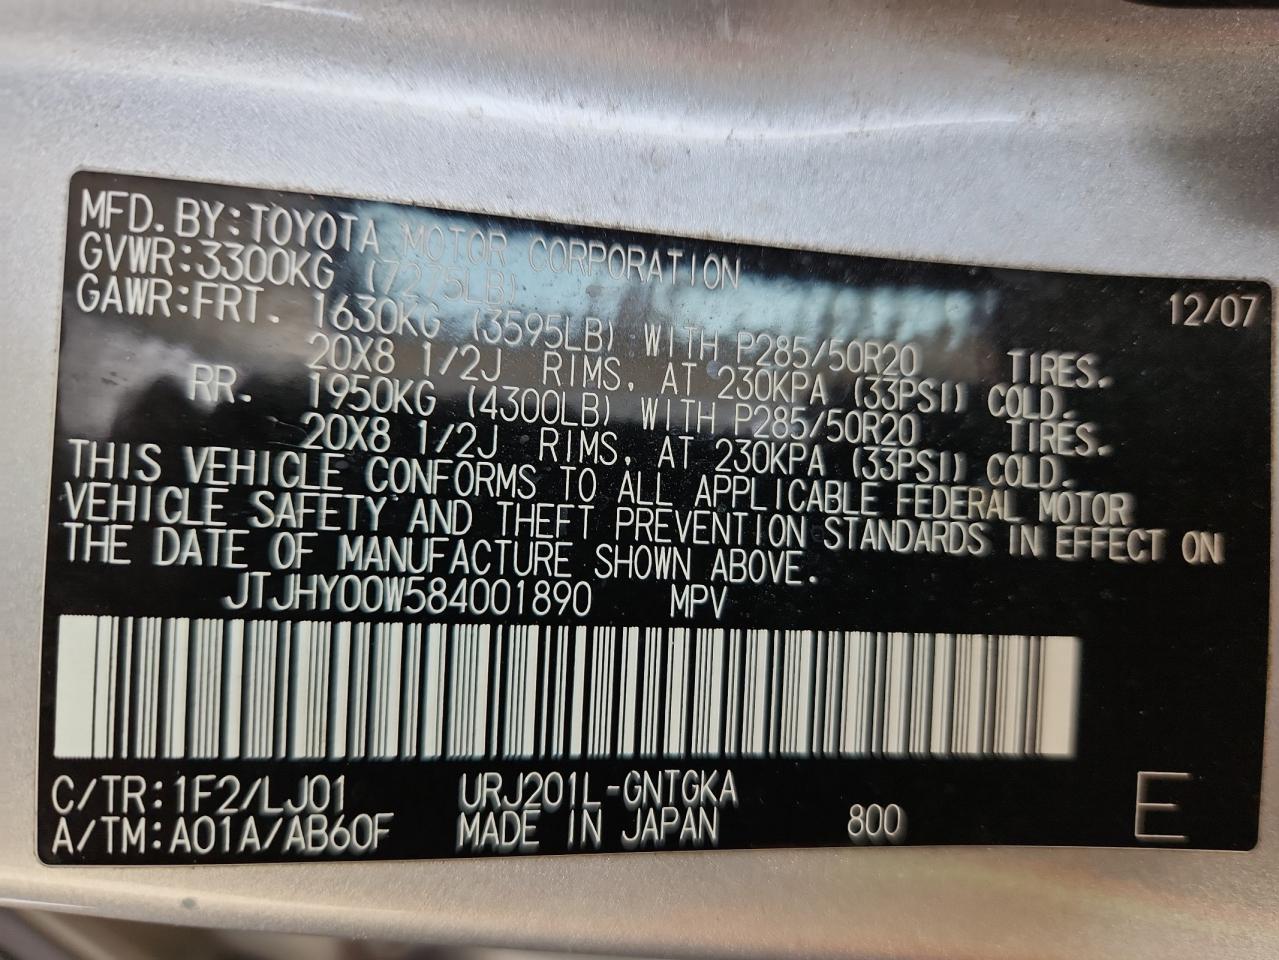 MFD. BY:TOYOTA MOTOR CORPORATION 12/07
GVWR:3300KG (7275LB)
GAWR:FRT. 1630KG (3595LB) WITH P285/50R20 TIRES.
20X8 1/2J RIMS, AT 230KPA (33PSI) COLD.
RR. 1950KG (4300LB) WITH P285/50R20 TIRES.
20X8 1/2J RIMS, AT 230KPA (33PSI) COLD.
THIS VEHICLE CONFORMS TO ALL APPLICABLE FEDERAL MOTOR
VEHICLE SAFETY AND THEFT PREVENTION STANDARDS IN EFFECT ON
THE DATE OF MANUFACTURE SHOWN ABOVE.
JTJHY00W584001890 MPV
C/TR:1F2/LJ01 URJ201L-GNTGKA
A/TM:A01A/AB60F MADE IN JAPAN 800 E